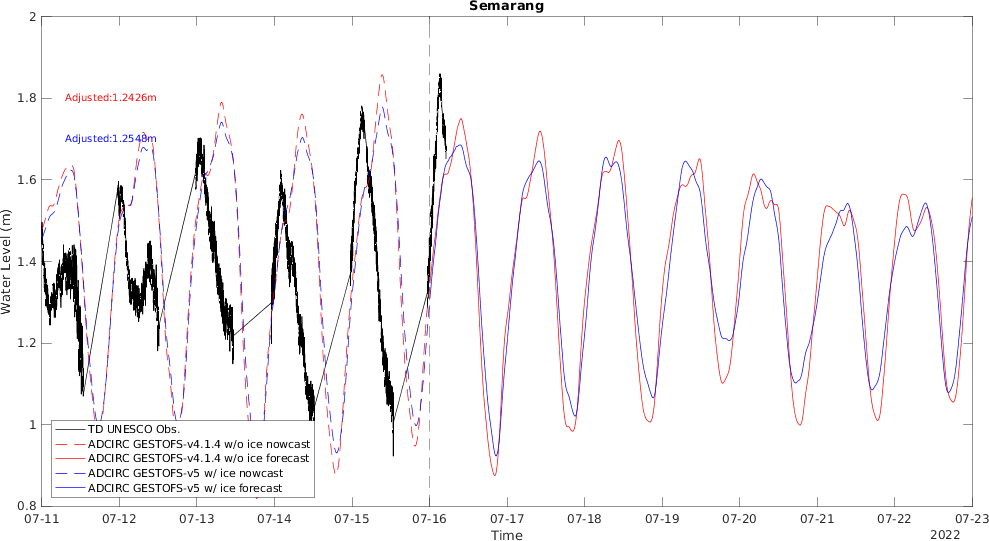 Semarang
2
1.8
1.6
1.4
1.2
1
0.8
Water Level (m)
Adjusted:1.2426m
Adjusted:1.2548m
TD UNESCO Obs.
ADCIRC GESTOFS-v4.1.4 w/o ice nowcast
ADCIRC GESTOFS-v4.1.4 w/o ice forecast
ADCIRC GESTOFS-v5 w/ ice nowcast
ADCIRC GESTOFS-v5 w/ ice forecast
07-11 07-12 07-13 07-14 07-15 07-16 07-17 07-18 07-19 07-20 07-21 07-22 07-23
Time
2022